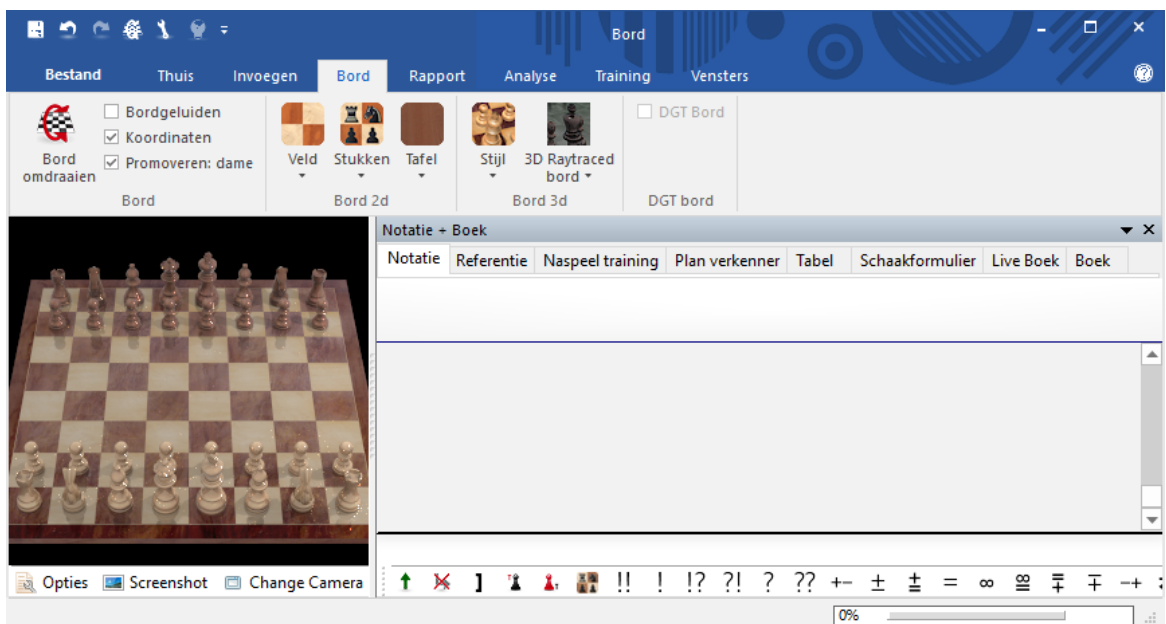 Bord
Bestand Thuis Invoegen Bord Rapport Analyse Training Vensters
Bord omdraaien
Bordgeluiden
Koordinaten
Promoveren: dame
Bord
Veld Stukken Tafel
Bord 2d
Stijl 3D Raytraced bord
Bord 3d
DGT Bord
DGT bord
Notatie + Boek
Notatie Referentie Naspeel training Plan verkenner Tabel Schaakformulier Live Boek Boek
Opties Screenshot Change Camera
] !! ! !? ?! ? ?? +− ± ⩲ = ∞ ⩱ ∓ −+
0%